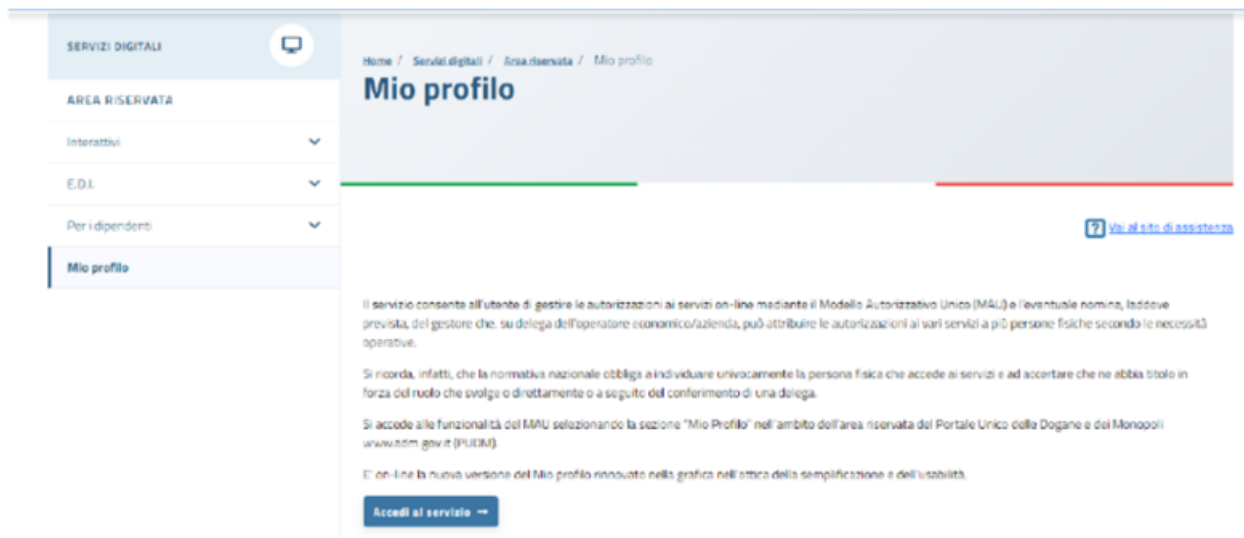 SERVIZI DIGITALI
AREA RISERVATA
Interattivi
E.D.I.
Per i dipendenti
Mio profilo
Home / Servizi digitali / Area riservata / Mio profilo
Mio profilo
? Vai al sito di assistenza
Il servizio consente all'utente di gestire le autorizzazioni ai servizi on-line mediante il Modello Autorizzativo Unico (MAU) e l'eventuale nomina, laddove
prevista, del gestore che, su delega dell'operatore economico/azienda, può attribuire le autorizzazioni ai vari servizi a più persone fisiche secondo le necessità
operative.
Si ricorda, infatti, che la normativa nazionale obbliga a individuare univocamente la persona fisica che accede ai servizi e ad accertare che ne abbia titolo in
forza del ruolo che svolge o direttamente o a seguito del conferimento di una delega.
Si accede alle funzionalità del MAU selezionando la sezione "Mio Profilo" nell'ambito dell'area riservata del Portale Unico delle Dogane e dei Monopoli
www.adm.gov.it (PUDM).
E' on-line la nuova versione del Mio profilo rinnovato nella grafica nell'ottica della semplificazione e dell'usabilità.
Accedi al servizio →